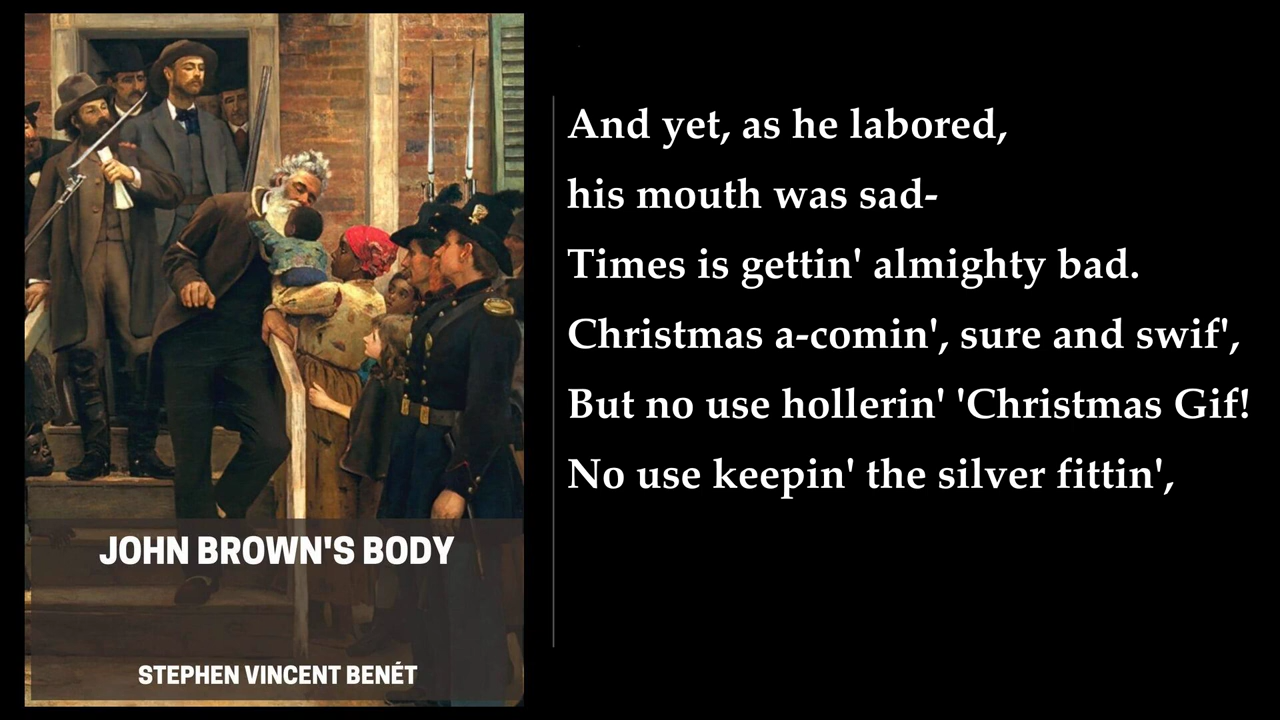 JOHN BROWN'S BODY
STEPHEN VINCENT BENÉT
And yet, as he labored,
his mouth was sad-
Times is gettin' almighty bad.
Christmas a-comin', sure and swif',
But no use hollerin' 'Christmas Gif!
No use keepin' the silver fittin',